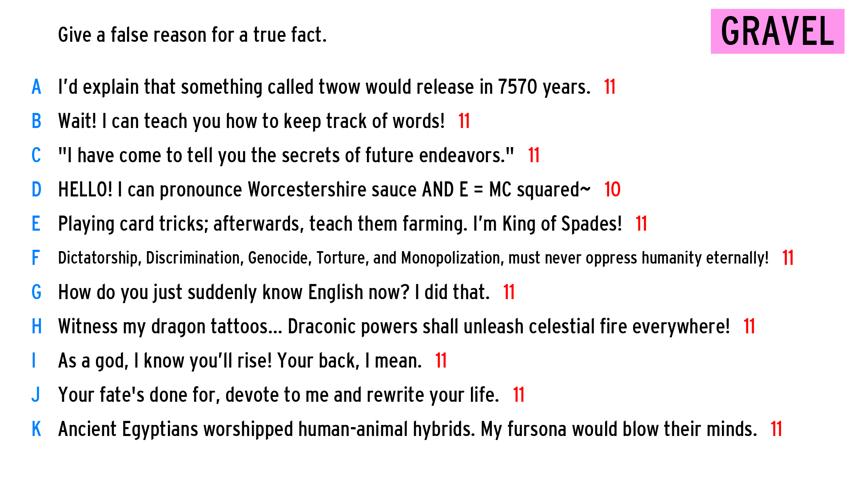 Give a false reason for a true fact.
GRAVEL
A I'd explain that something called twow would release in 7570 years. 11
B Wait! I can teach you how to keep track of words! 11
C "I have come to tell you the secrets of future endeavors." 11
D HELLO! I can pronounce Worcestershire sauce AND E = MC squared~ 10
E Playing card tricks; afterwards, teach them farming. I'm King of Spades! 11
F Dictatorship, Discrimination, Genocide, Torture, and Monopolization, must never oppress humanity eternally! 11
G How do you just suddenly know English now? I did that. 11
H Witness my dragon tattoos... Draconic powers shall unleash celestial fire everywhere! 11
I As a god, I know you'll rise! Your back, I mean. 11
J Your fate's done for, devote to me and rewrite your life. 11
K Ancient Egyptians worshipped human-animal hybrids. My fursona would blow their minds. 11